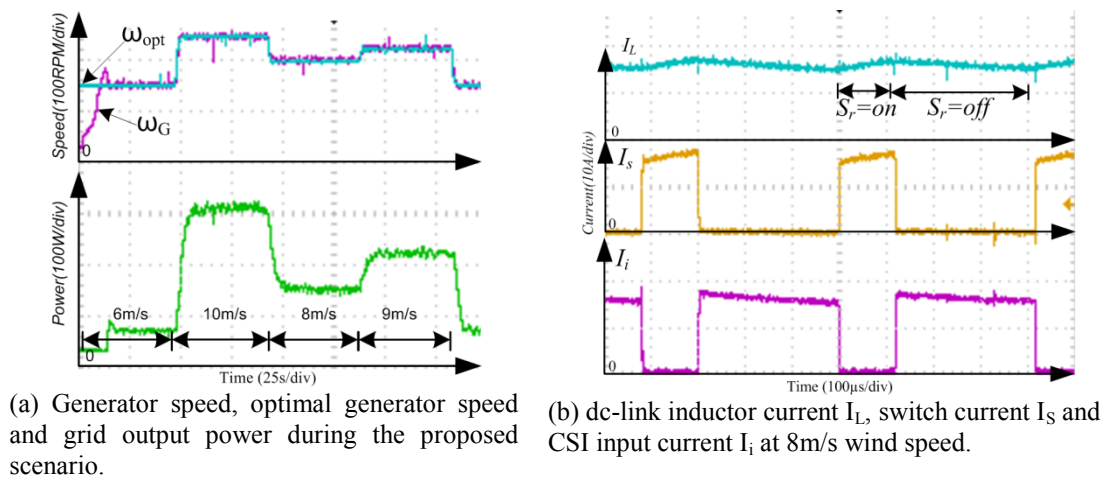 Speed(100RPM/div)
ωopt
ωG
0
Power(100W/div)
6m/s 10m/s 8m/s 9m/s
0
Time (25s/div)
(a) Generator speed, optimal generator speed
and grid output power during the proposed
scenario.
Current(10A/div)
IL
Sr=on Sr=off
0
Is
0
Ii
0
Time (100µs/div)
(b) dc-link inductor current IL, switch current IS and
CSI input current Ii at 8m/s wind speed.